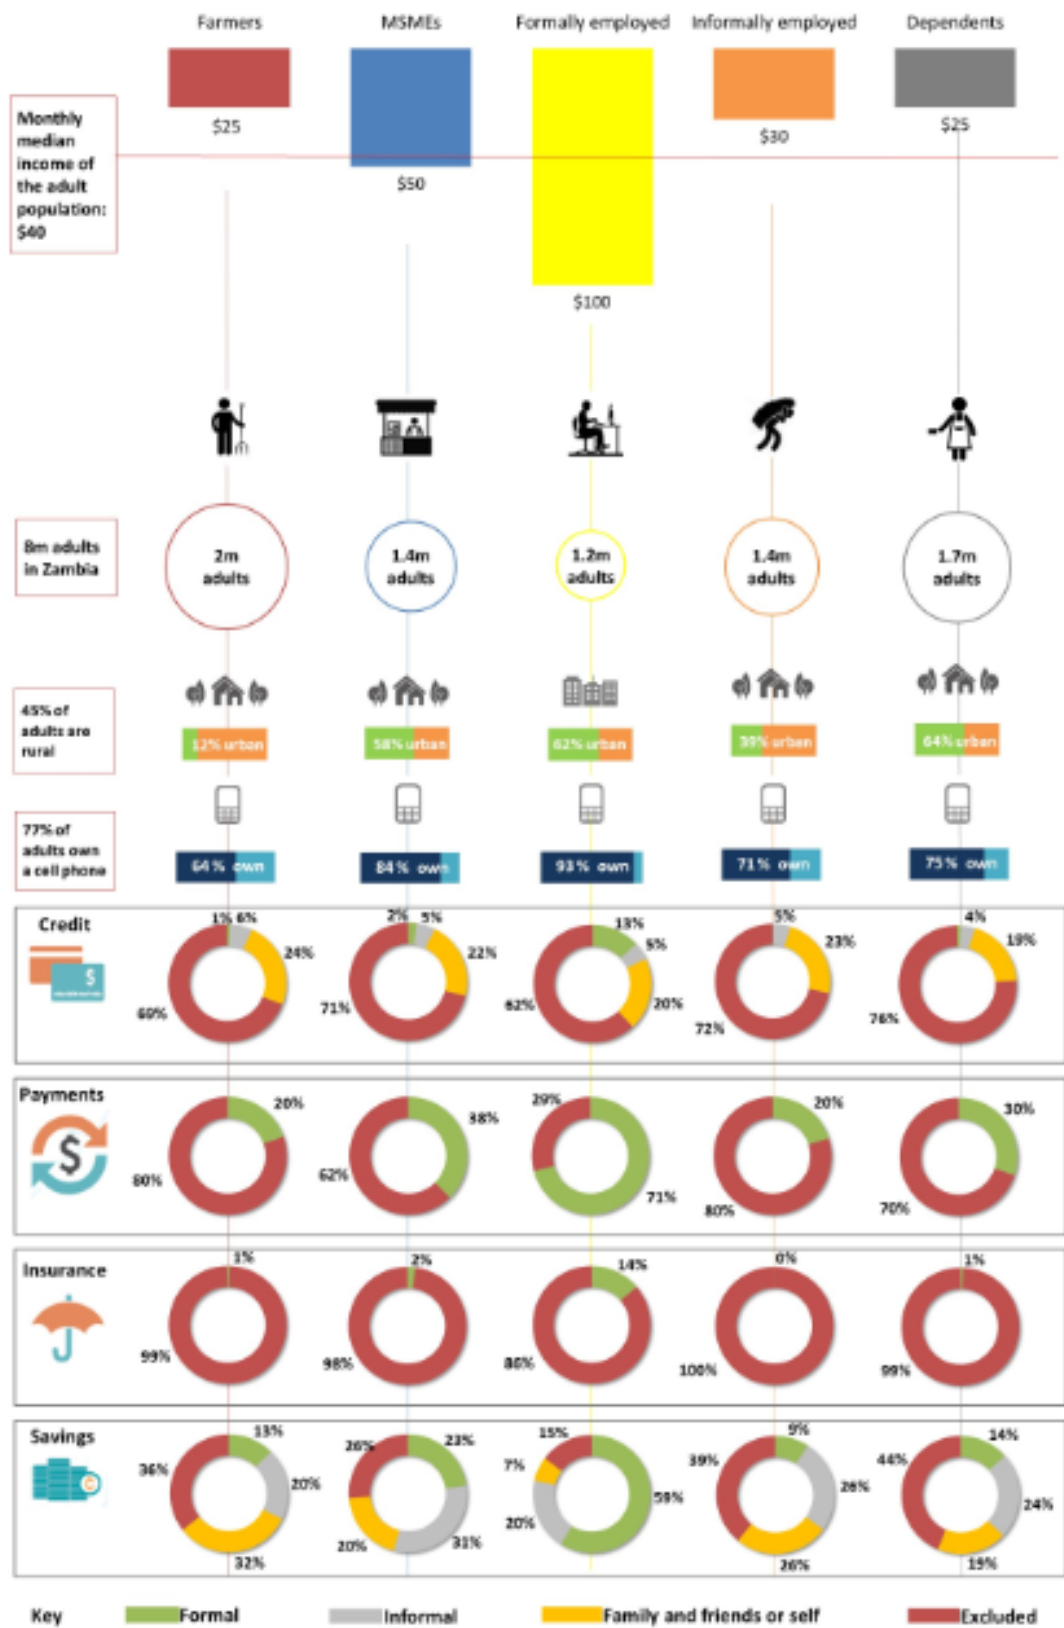 Farmers
MSMEs
Formally employed
Informally employed
Dependents
Monthly
median
income of
the adult
population:
$40
$25
$50
$100
$30
$25
8m adults
in Zambia
2m
adults
1.4m
adults
1.2m
adults
1.4m
adults
1.7m
adults
45% of
adults are
rural
12% urban
58% urban
62% urban
39% urban
64% urban
77% of
adults own
a cell phone
64% own
84% own
93% own
71% own
75% own
Credit
$
1% 6%
24%
69%
2% 5%
22%
71%
13%
5%
20%
62%
5%
23%
72%
4%
19%
76%
Payments
$
20%
80%
38%
62%
29%
71%
20%
80%
30%
70%
Insurance
1%
99%
2%
98%
14%
86%
0%
100%
1%
99%
Savings
13%
20%
32%
36%
23%
31%
20%
26%
15%
7%
20%
59%
9%
26%
26%
39%
14%
24%
19%
44%
Key
Formal
Informal
Family and friends or self
Excluded